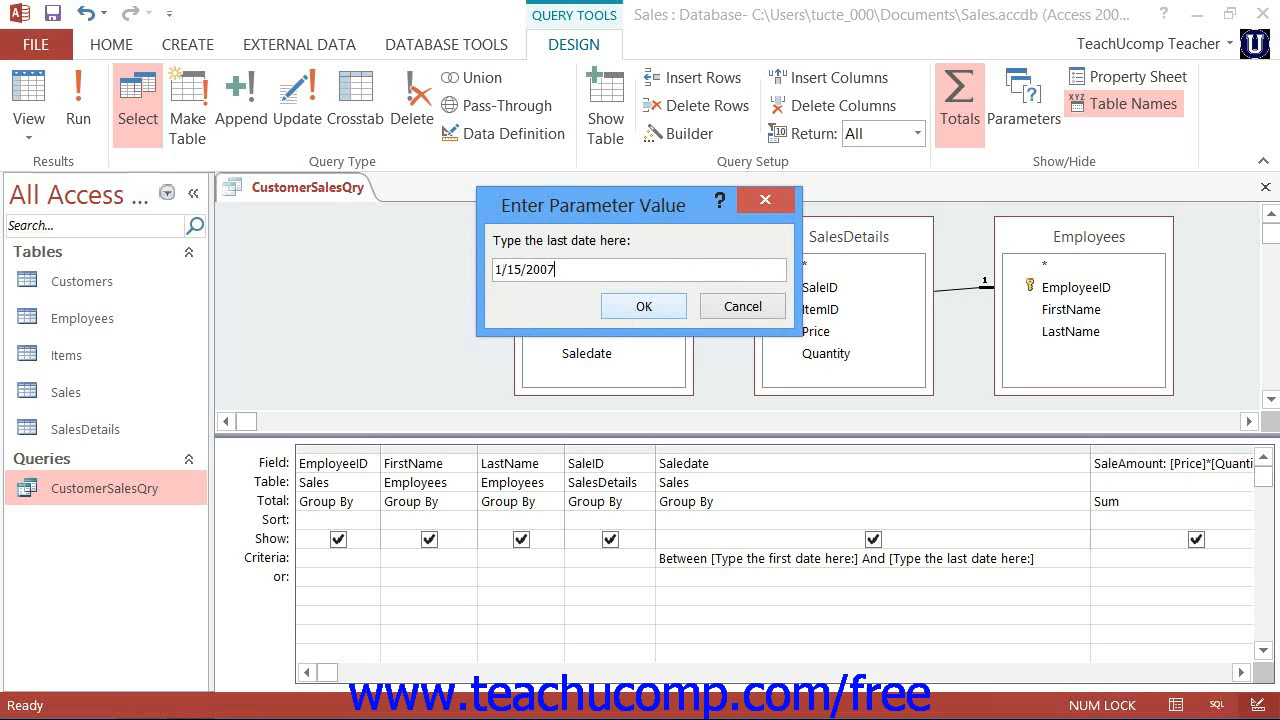 QUERY TOOLS
Sales : Database- C:\Users\tucte_000\Documents\Sales.accdb (Access 200...
FILE HOME CREATE EXTERNAL DATA DATABASE TOOLS DESIGN TeachUcomp Teacher
View
Run
Select
Make Table
Append
Update
Crosstab
Delete
Union
Pass-Through
Data Definition
Show Table
Insert Rows
Delete Rows
Builder
Insert Columns
Delete Columns
Return: All
Totals
Parameters
Property Sheet
Table Names
Results Query Type Query Setup Show/Hide
All Access ...
Search...
Tables
Customers
Employees
Items
Sales
SalesDetails
Queries
CustomerSalesQry
CustomerSalesQry
Enter Parameter Value
Type the last date here:
1/15/2007
OK Cancel
Saledate
SalesDetails
*
SaleID
ItemID
Price
Quantity
1
Employees
*
EmployeeID
FirstName
LastName
Field: EmployeeID FirstName LastName SaleID Saledate SaleAmount: [Price]*[Quanti
Table: Sales Employees Employees SalesDetails Sales
Total: Group By Group By Group By Group By Group By Sum
Sort:
Show:
Criteria: Between [Type the first date here:] And [Type the last date here:]
or:
www.teachucomp.com/free
Ready NUM LOCK SQL